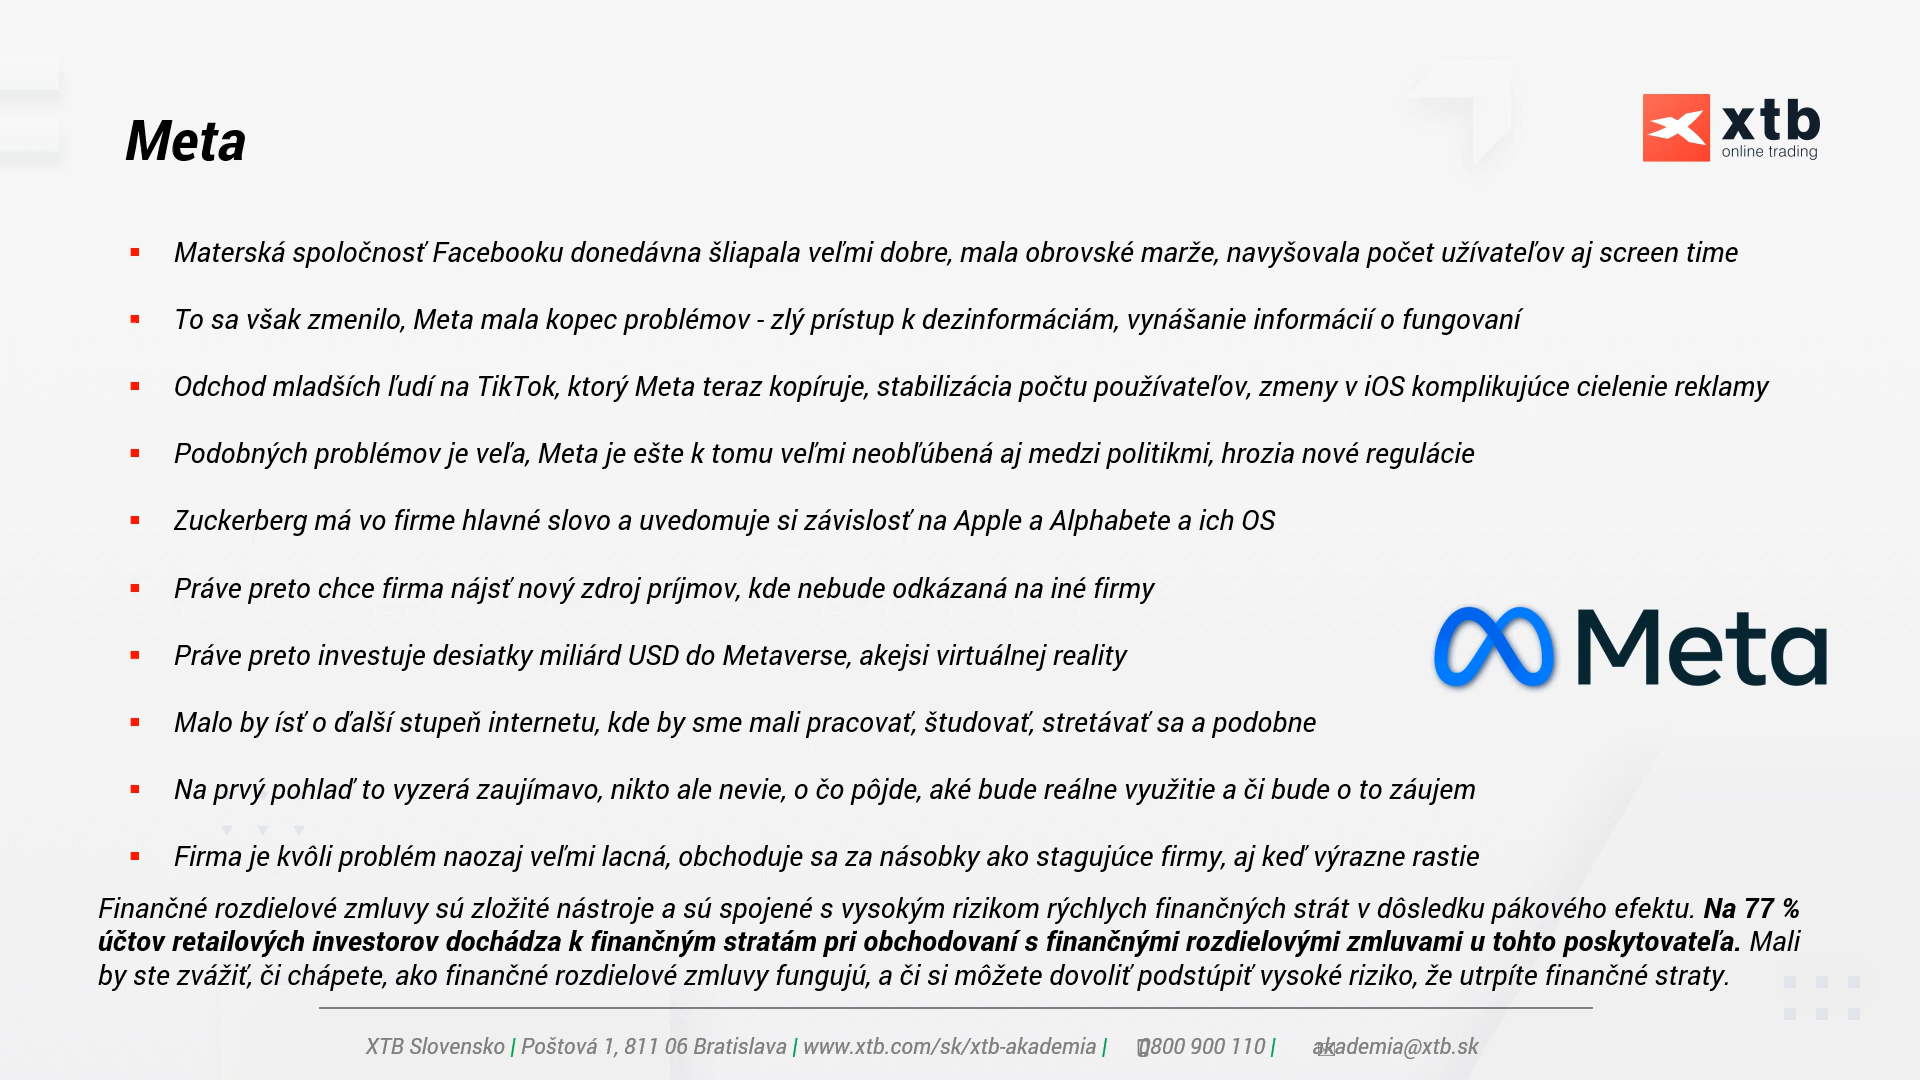 Meta
xtb
online trading
▪ Materská spoločnosť Facebooku donedávna šliapala veľmi dobre, mala obrovské marže, navyšovala počet užívateľov aj screen time
▪ To sa však zmenilo, Meta mala kopec problémov - zlý prístup k dezinformáciám, vynášanie informácií o fungovaní
▪ Odchod mladších ľudí na TikTok, ktorý Meta teraz kopíruje, stabilizácia počtu používateľov, zmeny v iOS komplikujúce cielenie reklamy
▪ Podobných problémov je veľa, Meta je ešte k tomu veľmi neobľúbená aj medzi politikmi, hrozia nové regulácie
▪ Zuckerberg má vo firme hlavné slovo a uvedomuje si závislosť na Apple a Alphabete a ich OS
▪ Práve preto chce firma nájsť nový zdroj príjmov, kde nebude odkázaná na iné firmy
▪ Práve preto investuje desiatky miliárd USD do Metaverse, akejsi virtuálnej reality
Meta
▪ Malo by ísť o ďalší stupeň internetu, kde by sme mali pracovať, študovať, stretávať sa a podobne
▪ Na prvý pohlaď to vyzerá zaujímavo, nikto ale nevie, o čo pôjde, aké bude reálne využitie a či bude o to záujem
▪ Firma je kvôli problém naozaj veľmi lacná, obchoduje sa za násobky ako stagujúce firmy, aj keď výrazne rastie
Finančné rozdielové zmluvy sú zložité nástroje a sú spojené s vysokým rizikom rýchlych finančných strát v dôsledku pákového efektu. Na 77 %
účtov retailových investorov dochádza k finančným stratám pri obchodovaní s finančnými rozdielovými zmluvami u tohto poskytovateľa. Mali
by ste zvážiť, či chápete, ako finančné rozdielové zmluvy fungujú, a či si môžete dovoliť podstúpiť vysoké riziko, že utrpíte finančné straty.
XTB Slovensko | Poštová 1, 811 06 Bratislava | www.xtb.com/sk/xtb-akademia | 0800 900 110 | akademia@xtb.sk